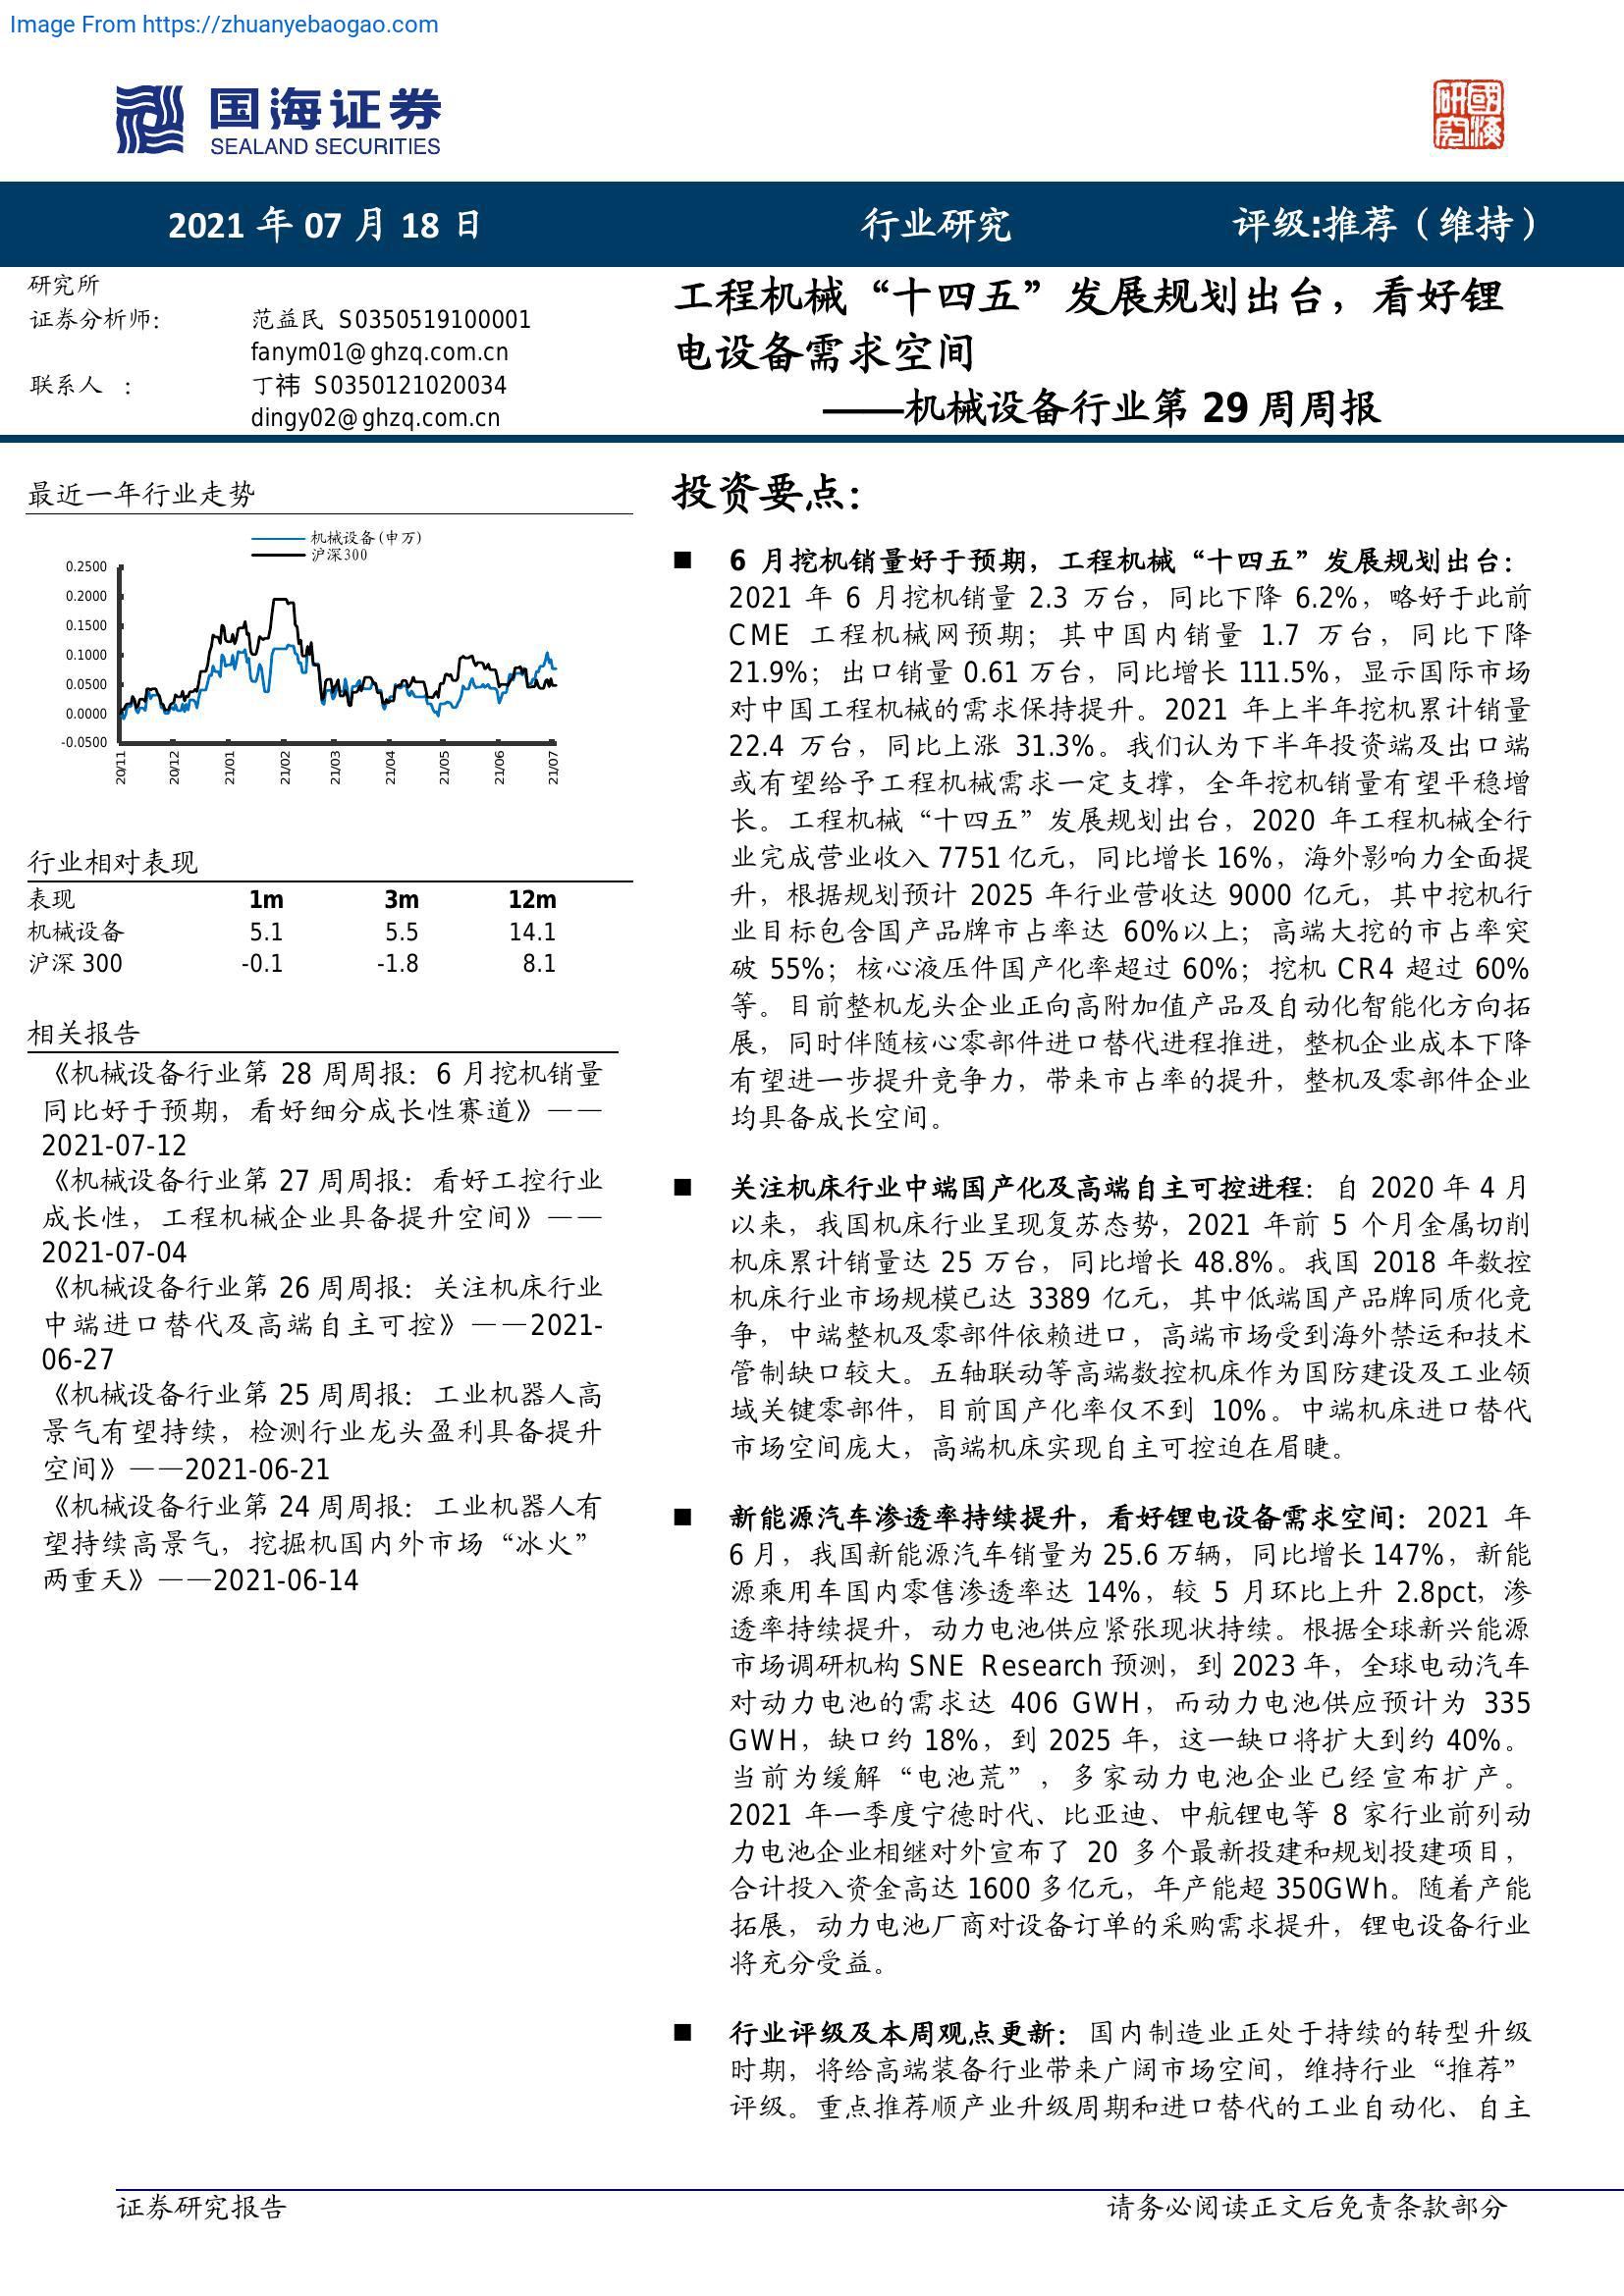 Image From https://zhuanyebaogao.com
国海证券
SEALAND SECURITIES
國海研究
2021 年 07 月 18 日
行业研究
评级:推荐（维持）
研究所
证券分析师:
范益民 S0350519100001
fanym01@ghzq.com.cn
联系人 ：
丁祎 S0350121020034
dingy02@ghzq.com.cn
工程机械“十四五”发展规划出台，看好锂
电设备需求空间
——机械设备行业第 29 周周报
最近一年行业走势
机械设备(申万)
沪深300
0.2500
0.2000
0.1500
0.1000
0.0500
0.0000
-0.0500
20/11
20/12
21/01
21/02
21/03
21/04
21/05
21/06
21/07
行业相对表现
表现 1m 3m 12m
机械设备 5.1 5.5 14.1
沪深 300 -0.1 -1.8 8.1
相关报告
《机械设备行业第 28 周周报：6 月挖机销量
同比好于预期，看好细分成长性赛道》——
2021-07-12
《机械设备行业第 27 周周报：看好工控行业
成长性，工程机械企业具备提升空间》——
2021-07-04
《机械设备行业第 26 周周报：关注机床行业
中端进口替代及高端自主可控》——2021-
06-27
《机械设备行业第 25 周周报：工业机器人高
景气有望持续，检测行业龙头盈利具备提升
空间》——2021-06-21
《机械设备行业第 24 周周报：工业机器人有
望持续高景气，挖掘机国内外市场“冰火”
两重天》——2021-06-14
投资要点：
■ 6 月挖机销量好于预期，工程机械“十四五”发展规划出台：
2021 年 6 月挖机销量 2.3 万台，同比下降 6.2%，略好于此前
CME 工程机械网预期；其中国内销量 1.7 万台，同比下降
21.9%；出口销量 0.61 万台，同比增长 111.5%，显示国际市场
对中国工程机械的需求保持提升。2021 年上半年挖机累计销量
22.4 万台，同比上涨 31.3%。我们认为下半年投资端及出口端
或有望给予工程机械需求一定支撑，全年挖机销量有望平稳增
长。工程机械“十四五”发展规划出台，2020 年工程机械全行
业完成营业收入 7751 亿元，同比增长 16%，海外影响力全面提
升，根据规划预计 2025 年行业营收达 9000 亿元，其中挖机行
业目标包含国产品牌市占率达 60%以上；高端大挖的市占率突
破 55%；核心液压件国产化率超过 60%；挖机 CR4 超过 60%
等。目前整机龙头企业正向高附加值产品及自动化智能化方向拓
展，同时伴随核心零部件进口替代进程推进，整机企业成本下降
有望进一步提升竞争力，带来市占率的提升，整机及零部件企业
均具备成长空间。
■ 关注机床行业中端国产化及高端自主可控进程：自 2020 年 4 月
以来，我国机床行业呈现复苏态势，2021 年前 5 个月金属切削
机床累计销量达 25 万台，同比增长 48.8%。我国 2018 年数控
机床行业市场规模已达 3389 亿元，其中低端国产品牌同质化竞
争，中端整机及零部件依赖进口，高端市场受到海外禁运和技术
管制缺口较大。五轴联动等高端数控机床作为国防建设及工业领
域关键零部件，目前国产化率仅不到 10%。中端机床进口替代
市场空间庞大，高端机床实现自主可控迫在眉睫。
■ 新能源汽车渗透率持续提升，看好锂电设备需求空间：2021 年
6 月，我国新能源汽车销量为 25.6 万辆，同比增长 147%，新能
源乘用车国内零售渗透率达 14%，较 5 月环比上升 2.8pct，渗
透率持续提升，动力电池供应紧张现状持续。根据全球新兴能源
市场调研机构 SNE Research 预测，到 2023 年，全球电动汽车
对动力电池的需求达 406 GWH，而动力电池供应预计为 335
GWH，缺口约 18%，到 2025 年，这一缺口将扩大到约 40%。
当前为缓解“电池荒”，多家动力电池企业已经宣布扩产。
2021 年一季度宁德时代、比亚迪、中航锂电等 8 家行业前列动
力电池企业相继对外宣布了 20 多个最新投建和规划投建项目，
合计投入资金高达 1600 多亿元，年产能超 350GWh。随着产能
拓展，动力电池厂商对设备订单的采购需求提升，锂电设备行业
将充分受益。
■ 行业评级及本周观点更新：国内制造业正处于持续的转型升级
时期，将给高端装备行业带来广阔市场空间，维持行业“推荐”
评级。重点推荐顺产业升级周期和进口替代的工业自动化、自主
证券研究报告
请务必阅读正文后免责条款部分